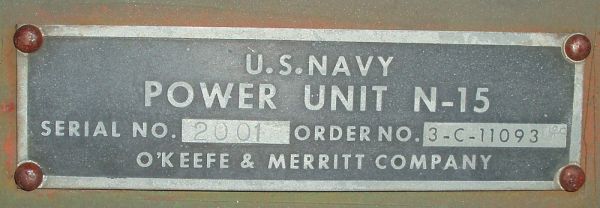 U.S. NAVY
POWER UNIT N-15
SERIAL NO. 2001 ORDER NO. 3-C-11093
O'KEEFE & MERRITT COMPANY